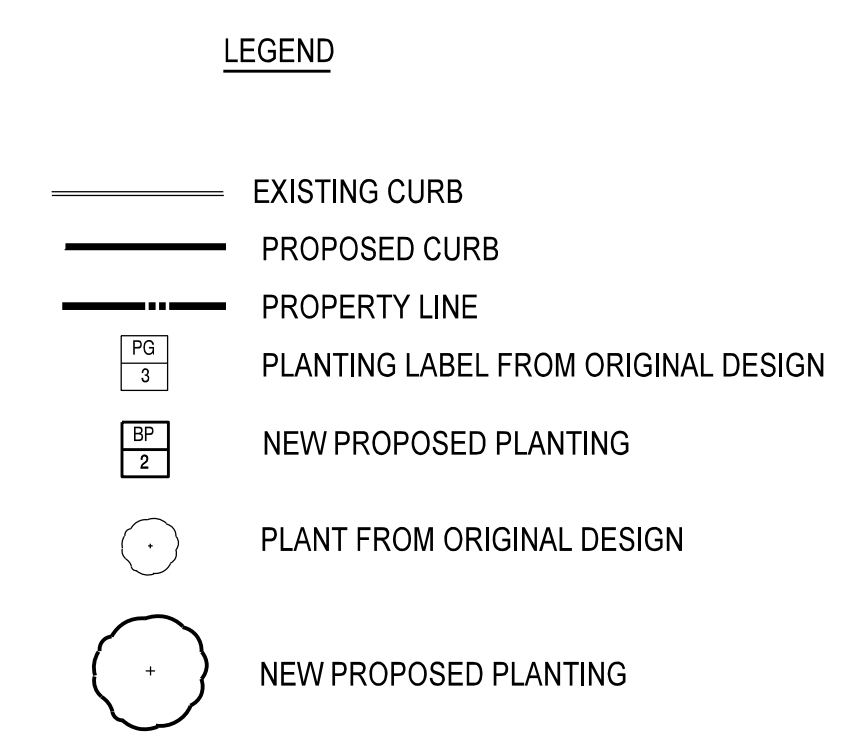 LEGEND
EXISTING CURB
PROPOSED CURB
PROPERTY LINE
PG
3
PLANTING LABEL FROM ORIGINAL DESIGN
BP
2
NEW PROPOSED PLANTING
PLANT FROM ORIGINAL DESIGN
NEW PROPOSED PLANTING